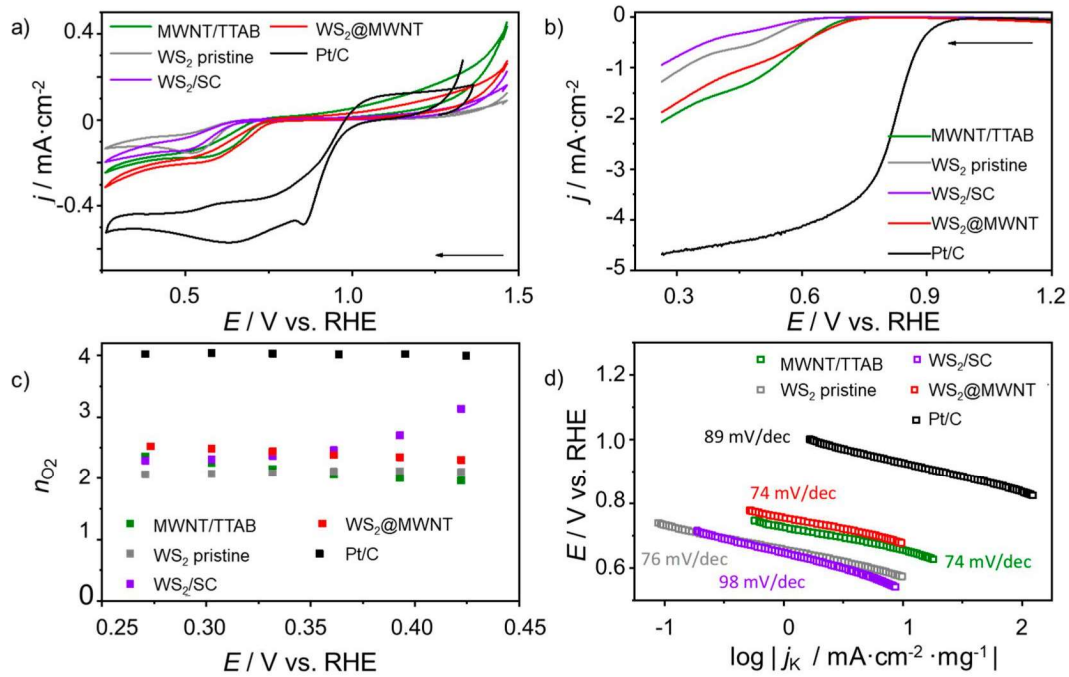 a)
MWNT/TTAB
WS₂@MWNT
WS₂ pristine
Pt/C
WS₂/SC
0.4
0
-0.4
j / mA·cm-²
0.5
1.0
1.5
E / V vs. RHE
b)
0
-1
-2
-3
-4
-5
j / mA·cm-²
MWNT/TTAB
WS₂ pristine
WS₂/SC
WS₂@MWNT
Pt/C
0.3
0.6
0.9
1.2
E / V vs. RHE
c)
4
3
2
1
0
nO2
MWNT/TTAB
WS₂@MWNT
WS₂ pristine
Pt/C
WS₂/SC
0.25
0.30
0.35
0.40
0.45
E / V vs. RHE
d)
MWNT/TTAB
WS₂/SC
WS₂ pristine
WS₂@MWNT
Pt/C
1.2
1.0
0.8
0.6
E / V vs. RHE
89 mV/dec
74 mV/dec
76 mV/dec
74 mV/dec
98 mV/dec
-1
0
1
2
log | jK / mA·cm-² ·mg-¹|